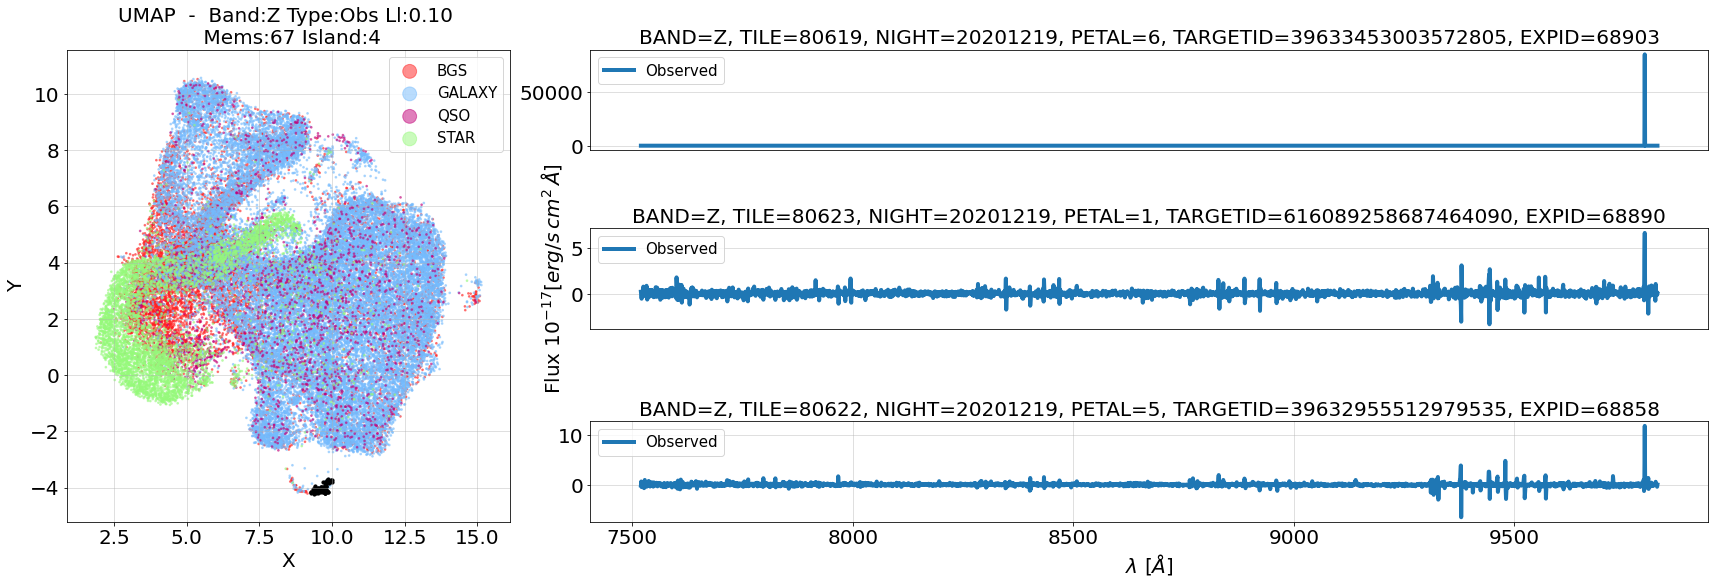 UMAP  -  Band:Z Type:Obs Ll:0.10
Mems:67 Island:4
BGS
GALAXY
QSO
STAR
10
8
6
4
2
0
−2
−4
Y
2.5 5.0 7.5 10.0 12.5 15.0
X
BAND=Z, TILE=80619, NIGHT=20201219, PETAL=6, TARGETID=39633453003572805, EXPID=68903
Observed
50000
0
BAND=Z, TILE=80623, NIGHT=20201219, PETAL=1, TARGETID=616089258687464090, EXPID=68890
Observed
5
0
Flux 10⁻¹⁷[erg/s cm² Å]
BAND=Z, TILE=80622, NIGHT=20201219, PETAL=5, TARGETID=39632955512979535, EXPID=68858
Observed
10
0
7500 8000 8500 9000 9500
λ [Å]